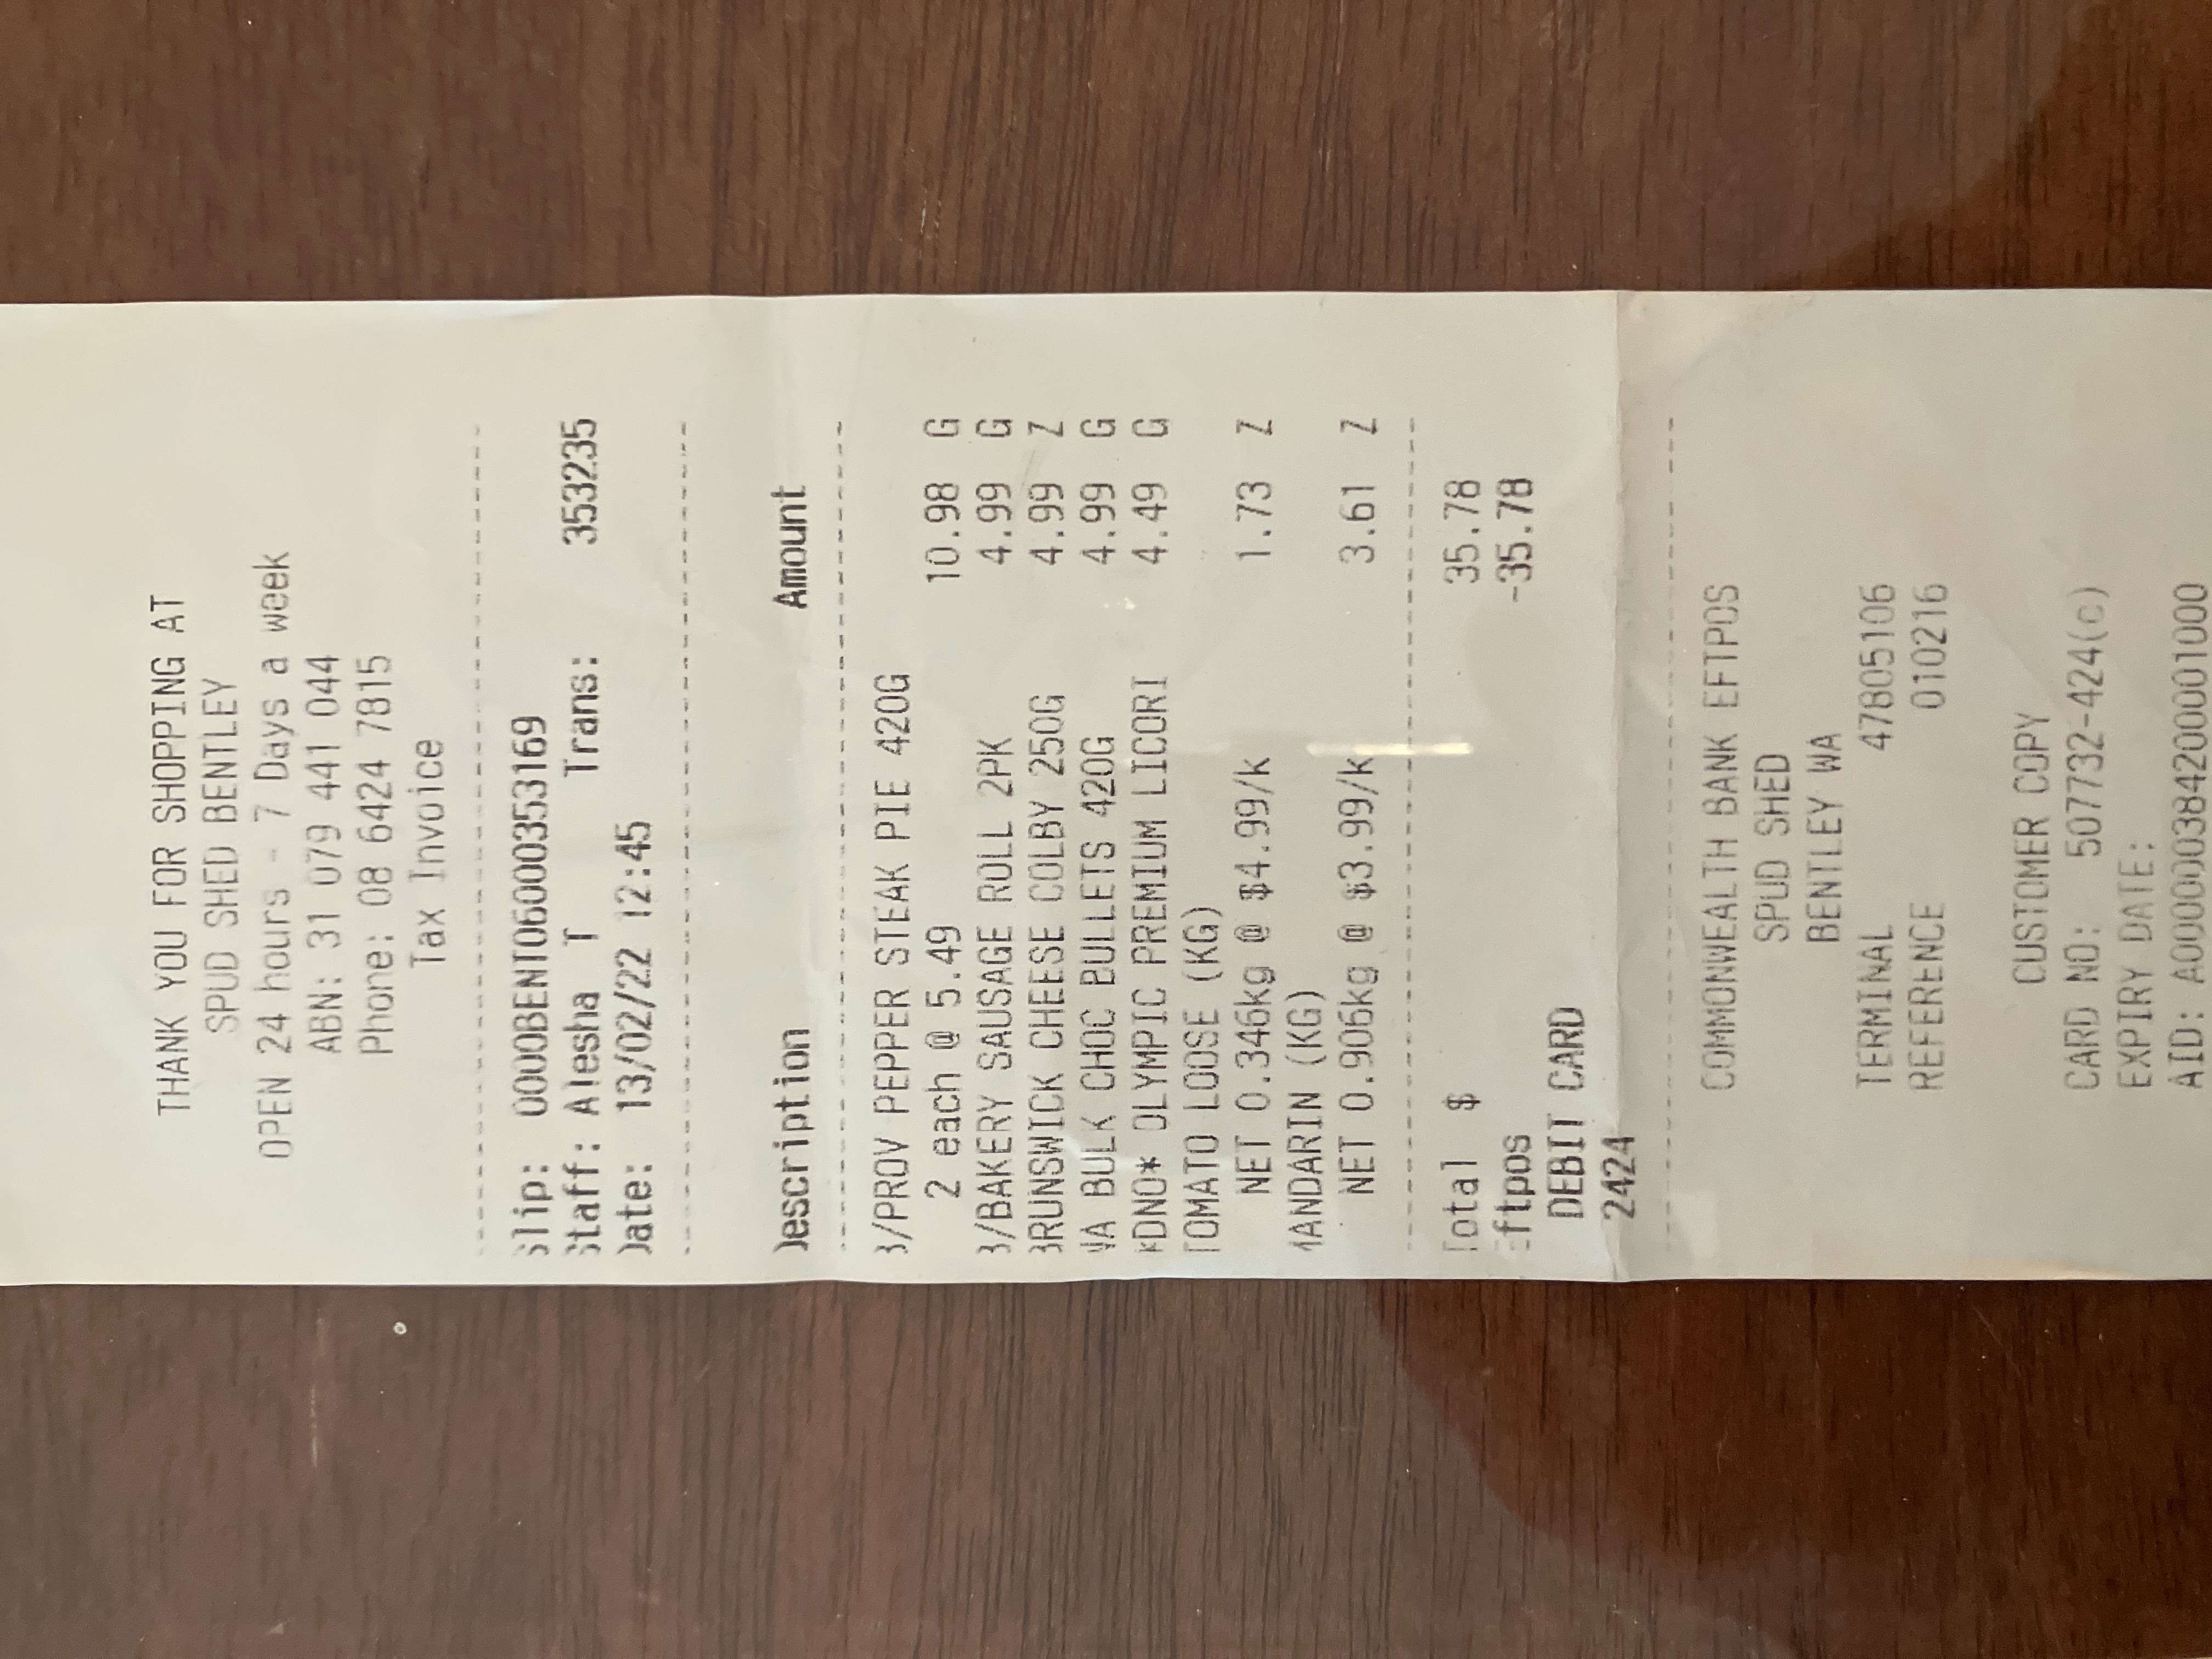 THANK YOU FOR SHOPPING AT
SPUD SHED BENTLEY
OPEN 24 hours - 7 Days a week
ABN: 31 079 441 044
Phone: 08 6424 7815
Tax Invoice
Slip: 0000BENT06000353169
Staff: Alesha T Trans: 353235
Date: 13/02/22 12:45
Description Amount
B/PROV PEPPER STEAK PIE 420G
2 each @ 5.49 10.98 G
B/BAKERY SAUSAGE ROLL 2PK 4.99 G
BRUNSWICK CHEESE COLBY 250G 4.99 Z
WA BULK CHOC BULLETS 420G 4.99 G
*DNO* OLYMPIC PREMIUM LICORI 4.49 G
TOMATO LOOSE (KG)
NET 0.346kg @ $4.99/k 1.73 Z
MANDARIN (KG)
NET 0.906kg @ $3.99/k 3.61 Z
Total $ 35.78
Eftpos -35.78
DEBIT CARD
2424
COMMONWEALTH BANK EFTPOS
SPUD SHED
BENTLEY WA
TERMINAL 47805106
REFERENCE 010216
CUSTOMER COPY
CARD NO: 507732-424(c)
EXPIRY DATE:
AID: A0000000384200001000